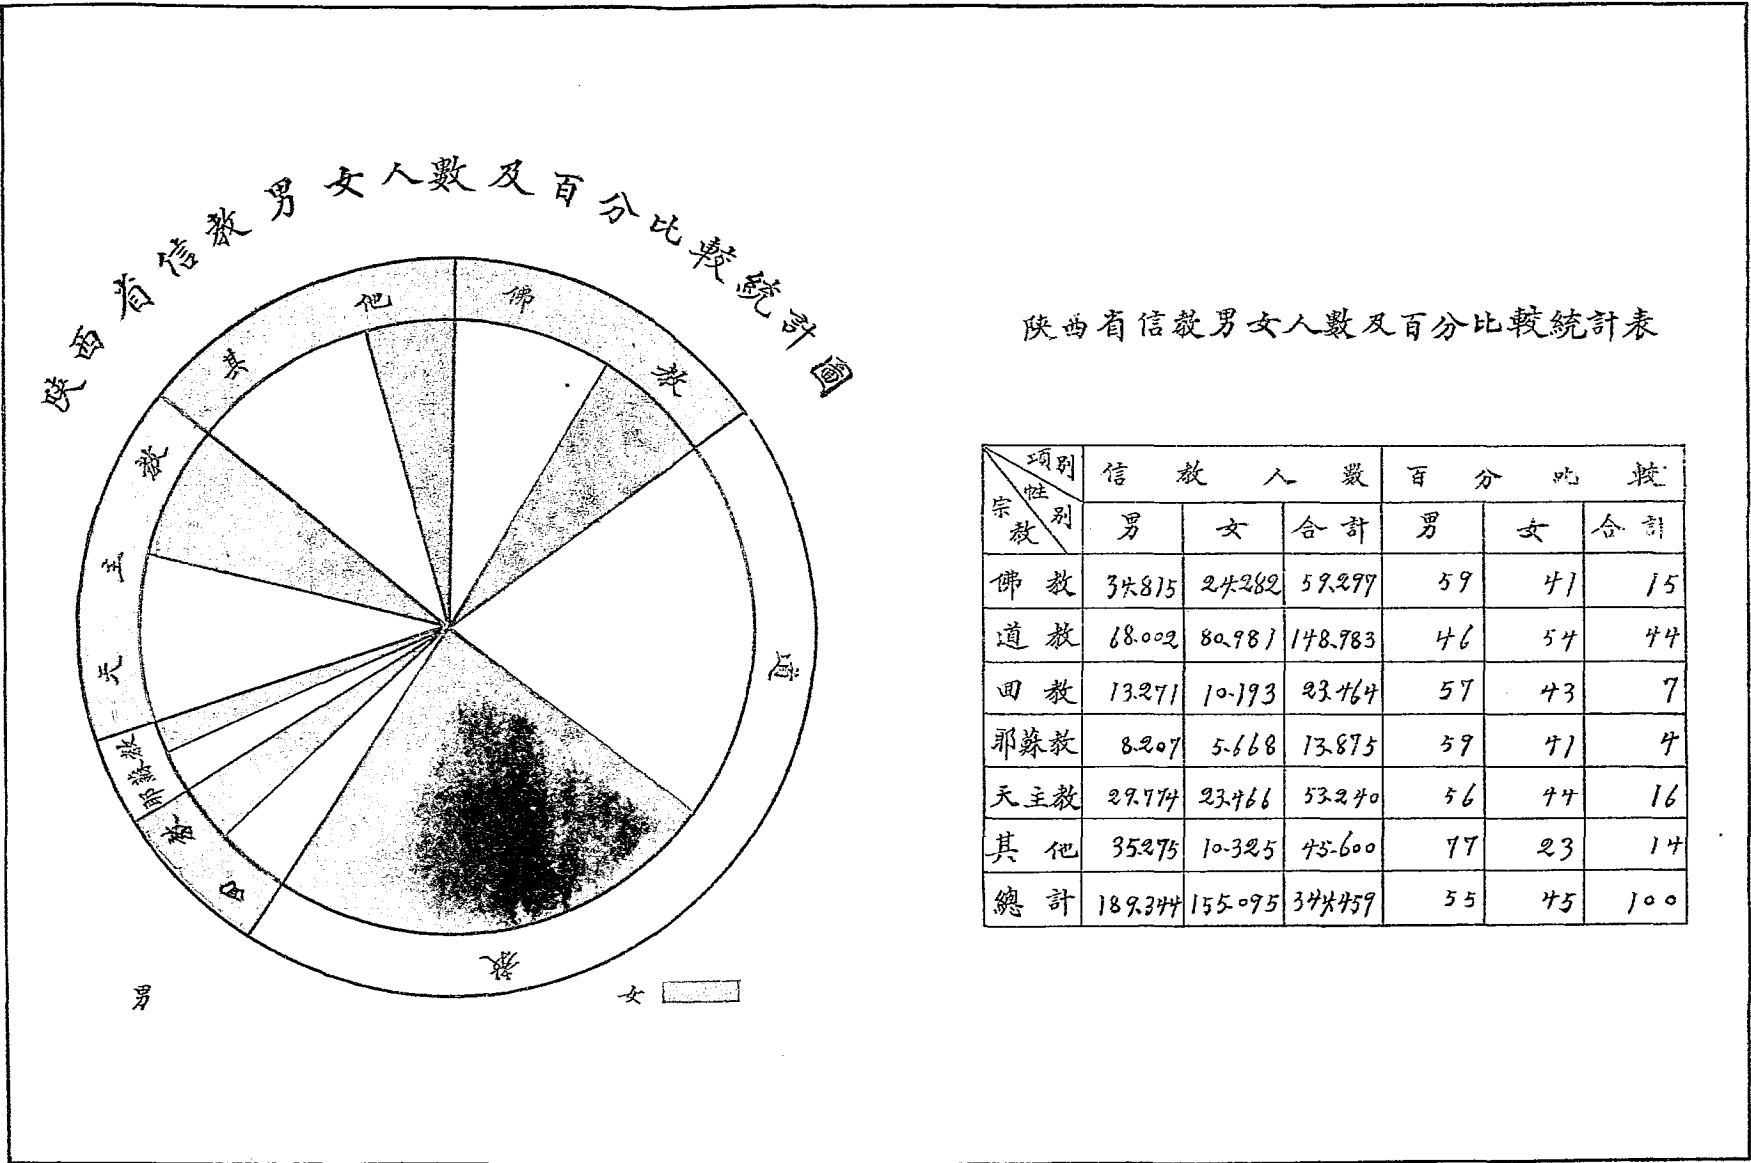 陝西省信教男女人數及百分比較統計圖
其他
佛教
道教
回教
耶蘇教
天主教
男
女
陝西省信教男女人數及百分比較統計表
項別
性別
宗教
信教人數 百分比較
男 女 合計 男 女 合計
佛教 34.815 24.282 59.297 59 41 15
道教 68.002 80.981 148.983 46 54 44
回教 13.271 10.193 23.464 57 43 7
耶蘇教 8.207 5.668 13.875 59 41 4
天主教 29.774 23.466 53.240 56 44 16
其他 35.275 10.325 45.600 77 23 14
總計 189.344 155.095 344.459 55 45 100